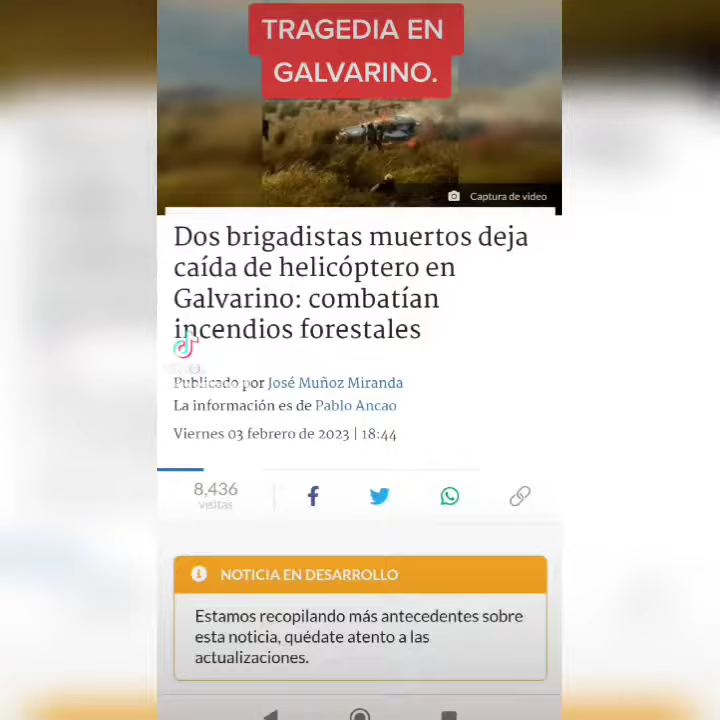 TRAGEDIA EN
GALVARINO.
Captura de video
Dos brigadistas muertos deja
caída de helicóptero en
Galvarino: combatían
incendios forestales
Publicado por José Muñoz Miranda
La información es de Pablo Ancao
Viernes 03 febrero de 2023 | 18:44
8,436
visitas
NOTICIA EN DESARROLLO
Estamos recopilando más antecedentes sobre
esta noticia, quédate atento a las
actualizaciones.